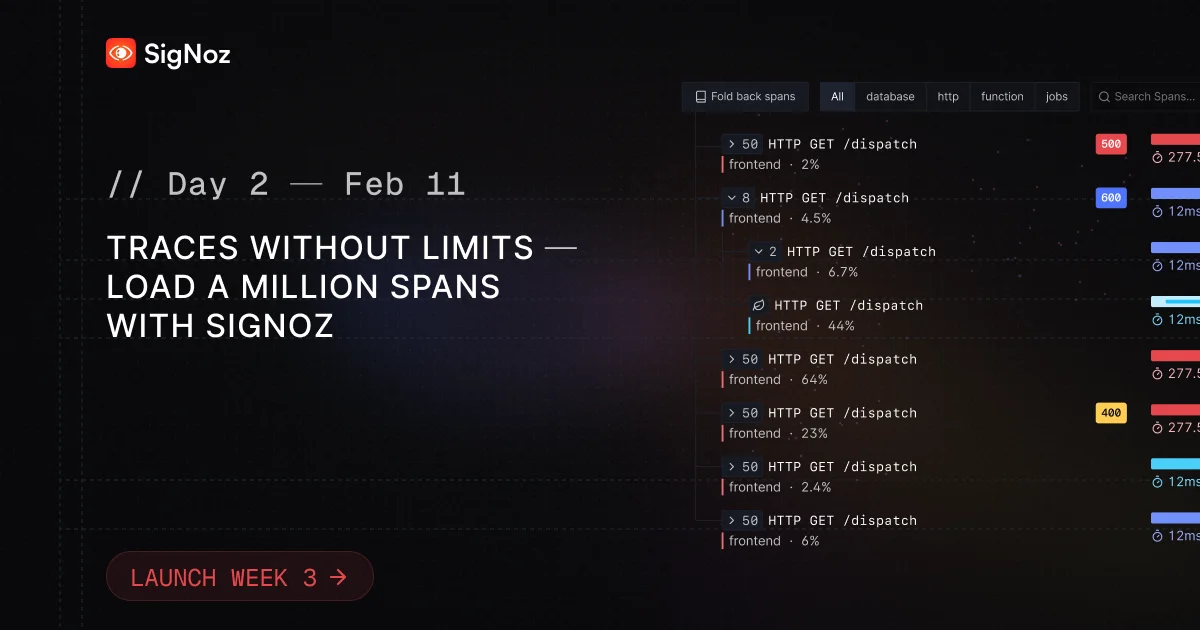 SigNoz
// Day 2 — Feb 11
TRACES WITHOUT LIMITS —
LOAD A MILLION SPANS
WITH SIGNOZ
LAUNCH WEEK 3 →
Fold back spans All database http function jobs Search Spans...
50 HTTP GET /dispatch 500
frontend · 2% 277.5
8 HTTP GET /dispatch 600
frontend · 4.5% 12ms
2 HTTP GET /dispatch
frontend · 6.7% 12ms
HTTP GET /dispatch
frontend · 44% 12ms
50 HTTP GET /dispatch
frontend · 64% 277.5
50 HTTP GET /dispatch 400
frontend · 23% 277.5
50 HTTP GET /dispatch
frontend · 2.4% 12ms
50 HTTP GET /dispatch
frontend · 6% 12ms